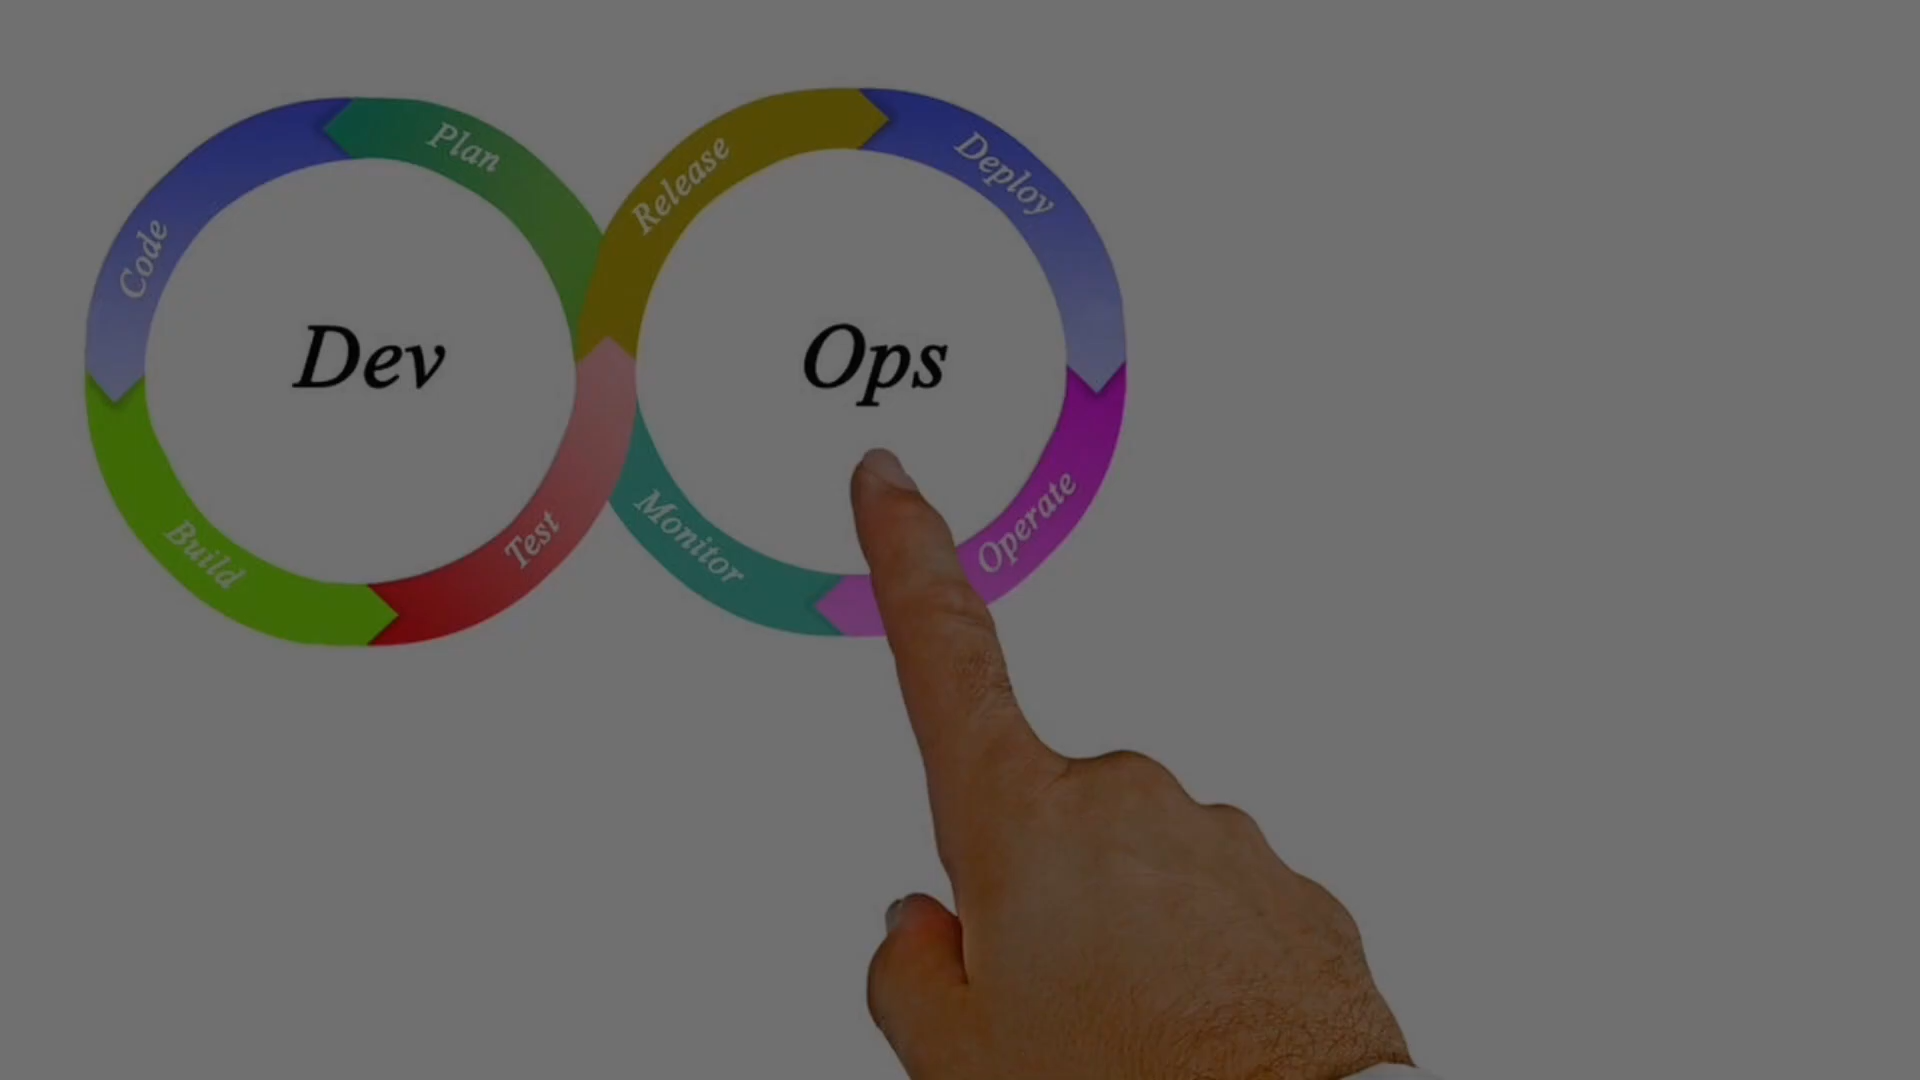 Plan
Code
Dev
Build
Test
Release
Deploy
Ops
Operate
Monitor